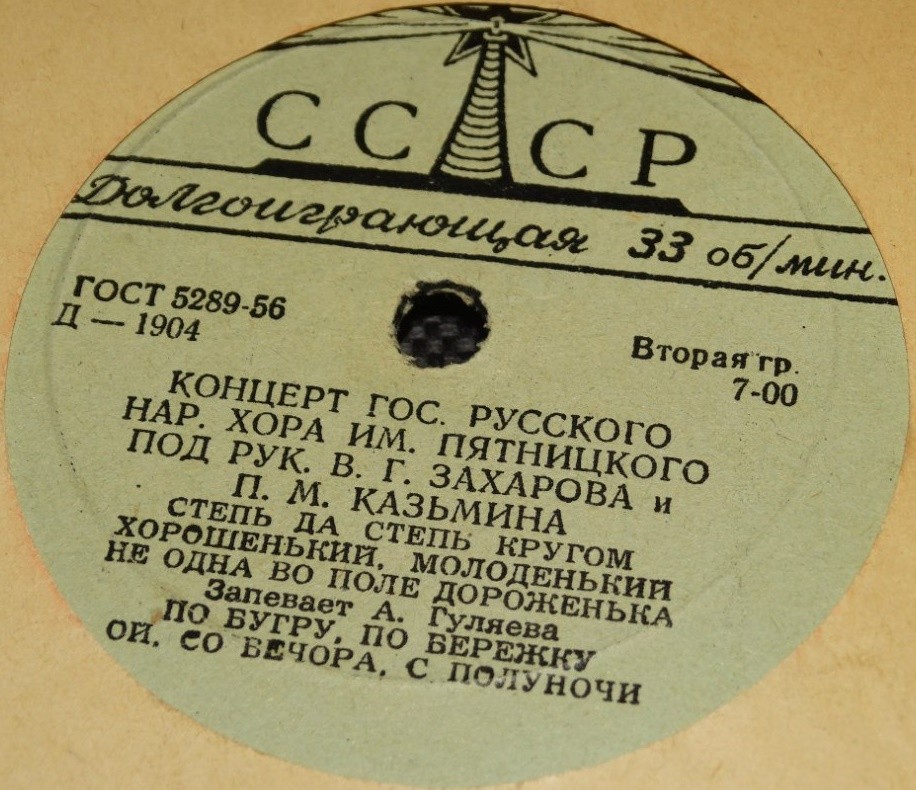 СССР
Долгоиграющая 33 об/мин.
ГОСТ 5289-56
Д — 1904
Вторая гр.
7-00
КОНЦЕРТ ГОС. РУССКОГО
НАР. ХОРА ИМ. ПЯТНИЦКОГО
ПОД РУК. В. Г. ЗАХАРОВА и
П. М. КАЗЬМИНА
СТЕПЬ ДА СТЕПЬ КРУГОМ
ХОРОШЕНЬКИЙ, МОЛОДЕНЬКИЙ
НЕ ОДНА ВО ПОЛЕ ДОРОЖЕНЬКА
Запевает А. Гуляева
ПО БУГРУ, ПО БЕРЕЖКУ
ОЙ, СО ВЕЧОРА, С ПОЛУНОЧИ